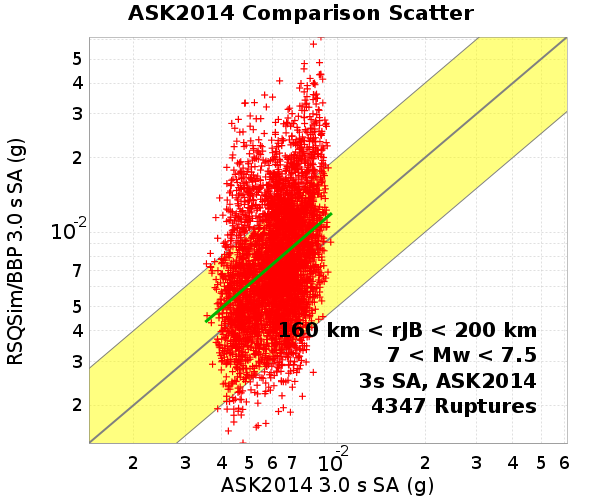 ASK2014 Comparison Scatter
RSQSim/BBP 3.0 s SA (g)
5
4
3
2
10-2
7
5
4
3
2
160 km < rJB < 200 km
7 < Mw < 7.5
3s SA, ASK2014
4347 Ruptures
2 3 4 5 6 7 10-2 2 3 4 5 6
ASK2014 3.0 s SA (g)